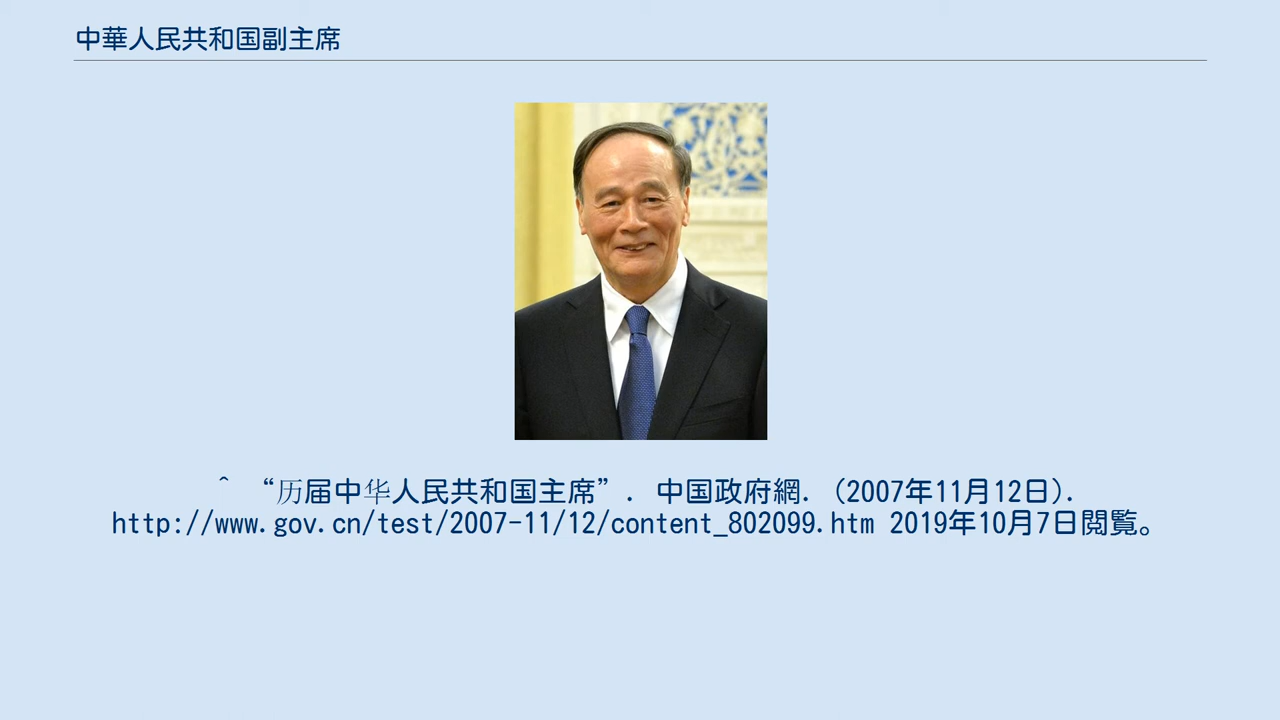 中華人民共和国副主席
^ “历届中华人民共和国主席”. 中国政府網. (2007年11月12日).
http://www.gov.cn/test/2007-11/12/content_802099.htm 2019年10月7日閲覧。